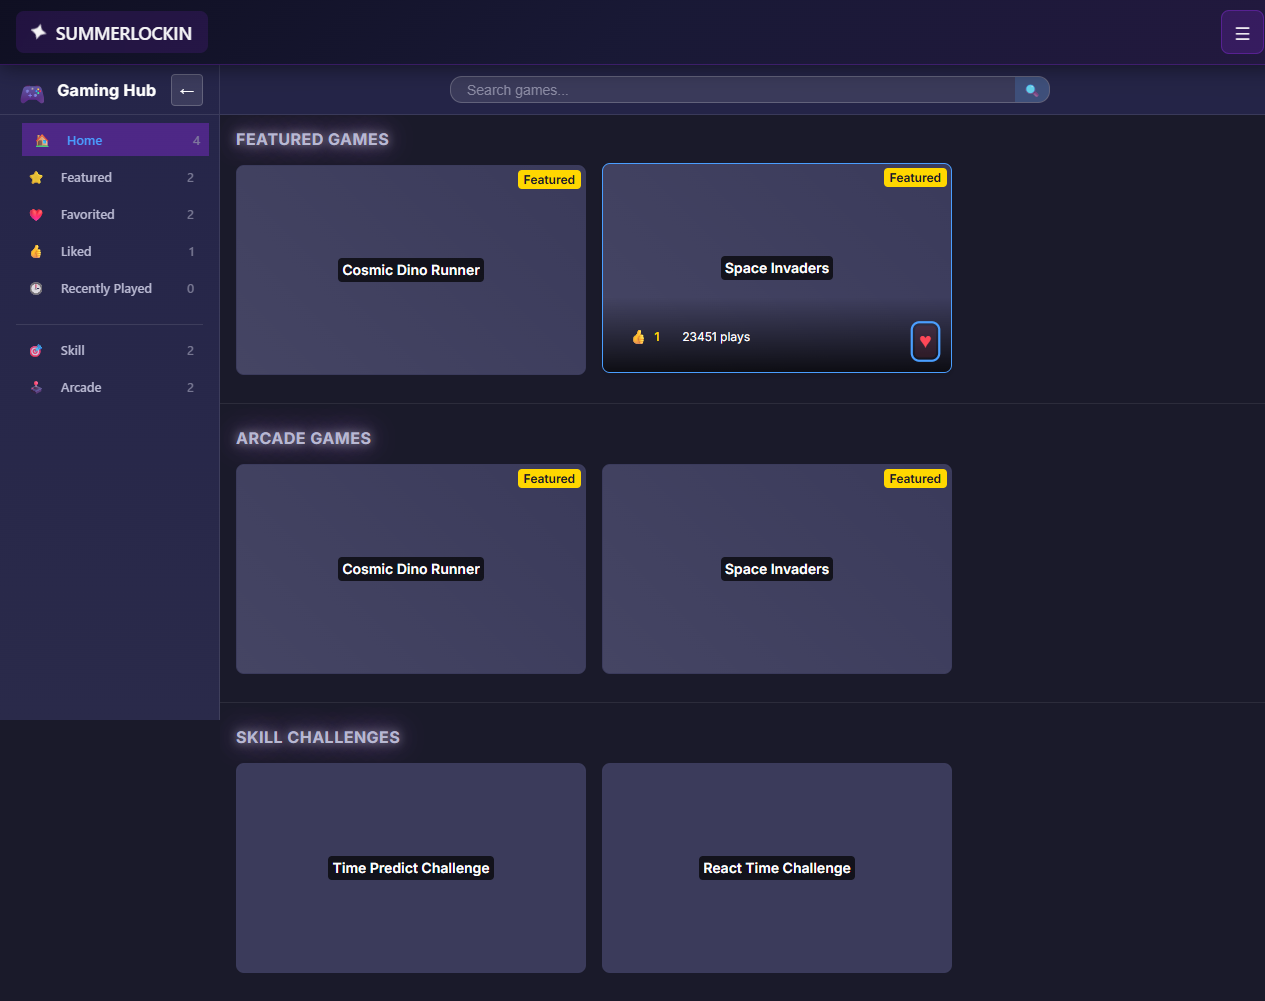 SUMMERLOCKIN
☰
Gaming Hub
←
Search games...
Home 4
Featured 2
Favorited 2
Liked 1
Recently Played 0
Skill 2
Arcade 2
FEATURED GAMES
Featured
Cosmic Dino Runner
Featured
Space Invaders
1 23451 plays
ARCADE GAMES
Featured
Cosmic Dino Runner
Featured
Space Invaders
SKILL CHALLENGES
Time Predict Challenge
React Time Challenge